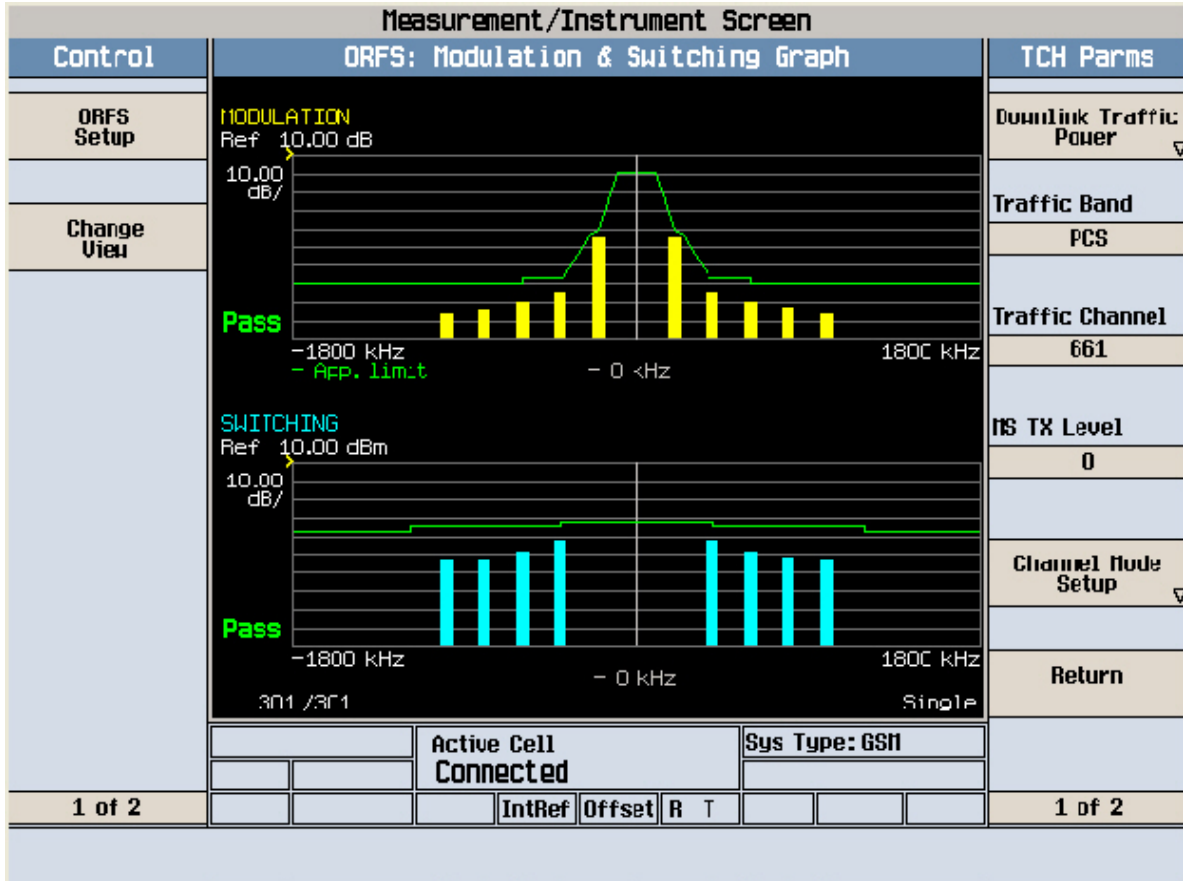 Measurement/Instrument Screen
Control
ORFS: Modulation & Switching Graph
TCH Parms
ORFS
Setup
Change
View
MODULATION
Ref 10.00 dB
10.00
dB/
Pass
-1800 kHz
1800 kHz
- App. limit
- 0 kHz
SWITCHING
Ref 10.00 dBm
10.00
dB/
Pass
-1800 kHz
1800 kHz
- 0 kHz
301/301
Single
Downlink Traffic
Power
Traffic Band
PCS
Traffic Channel
661
MS TX Level
0
Channel Mode
Setup
Return
Active Cell
Connected
Sys Type: GSM
IntRef
Offset
R T
1 of 2
1 of 2